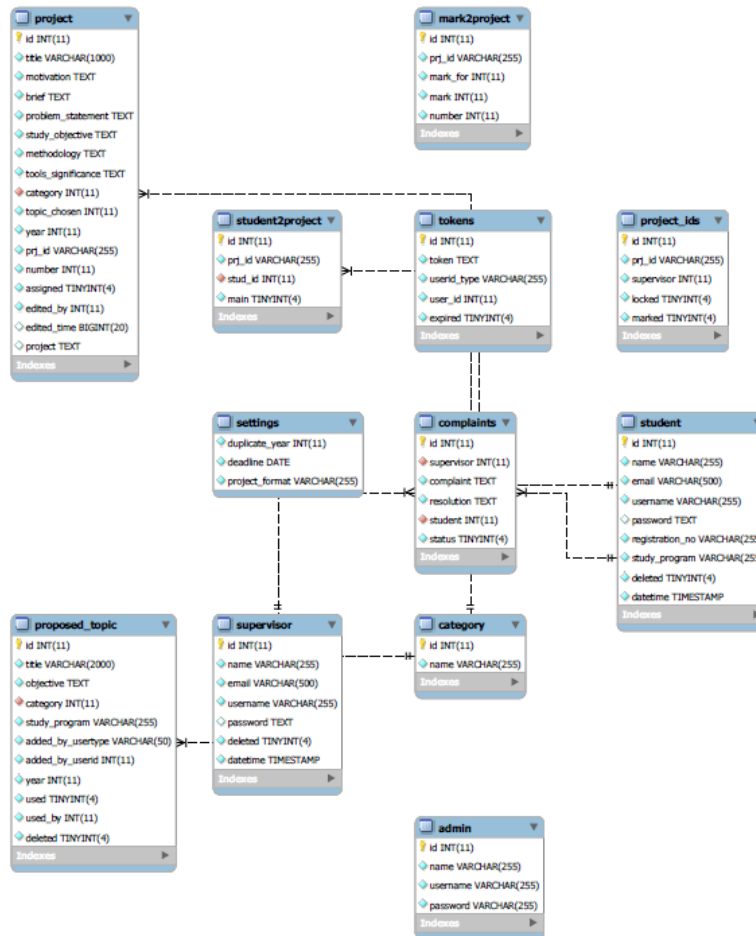 project
id INT(11)
title VARCHAR(1000)
motivation TEXT
brief TEXT
problem_statement TEXT
study_objective TEXT
methodology TEXT
tools_significance TEXT
category INT(11)
topic_chosen INT(11)
year INT(11)
prj_id VARCHAR(255)
number INT(11)
assigned TINYINT(4)
edited_by INT(11)
edited_time BIGINT(20)
project TEXT
Indexes
mark2project
id INT(11)
prj_id VARCHAR(255)
mark_for INT(11)
mark INT(11)
number INT(11)
Indexes
student2project
id INT(11)
prj_id VARCHAR(255)
stud_id INT(11)
main TINYINT(4)
Indexes
tokens
id INT(11)
token TEXT
userid_type VARCHAR(255)
user_id INT(11)
expired TINYINT(4)
Indexes
project_ids
id INT(11)
prj_id VARCHAR(255)
supervisor INT(11)
locked TINYINT(4)
marked TINYINT(4)
Indexes
settings
duplicate_year INT(11)
deadline DATE
project_format VARCHAR(255)
Indexes
complaints
id INT(11)
supervisor INT(11)
complaint TEXT
resolution TEXT
student INT(11)
status TINYINT(4)
Indexes
student
id INT(11)
name VARCHAR(255)
email VARCHAR(500)
username VARCHAR(255)
password TEXT
registration_no VARCHAR(255
study_program VARCHAR(255
deleted TINYINT(4)
datetime TIMESTAMP
Indexes
proposed_topic
id INT(11)
title VARCHAR(2000)
objective TEXT
category INT(11)
study_program VARCHAR(255)
added_by_usertype VARCHAR(50)
added_by_userid INT(11)
year INT(11)
used TINYINT(4)
used_by INT(11)
deleted TINYINT(4)
Indexes
supervisor
id INT(11)
name VARCHAR(255)
email VARCHAR(500)
username VARCHAR(255)
password TEXT
deleted TINYINT(4)
datetime TIMESTAMP
Indexes
category
id INT(11)
name VARCHAR(255)
Indexes
admin
id INT(11)
name VARCHAR(255)
username VARCHAR(255)
password VARCHAR(255)
Indexes